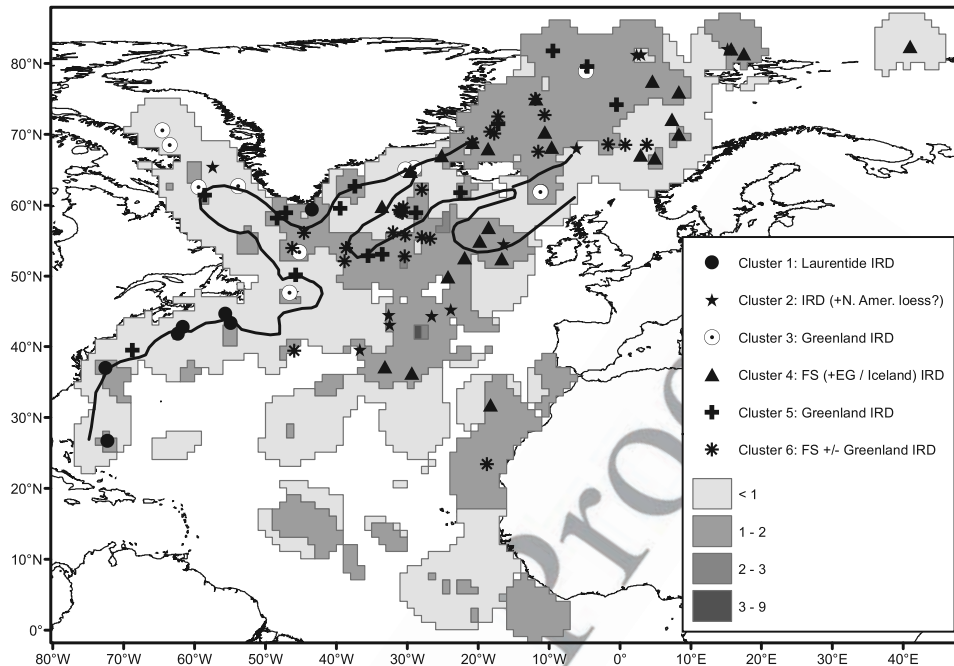 80°N
70°N
60°N
50°N
40°N
30°N
20°N
10°N
0°
80°W
70°W
60°W
50°W
40°W
30°W
20°W
10°W
0°
10°E
20°E
30°E
40°E
Cluster 1: Laurentide IRD
Cluster 2: IRD (+N. Amer. loess?)
Cluster 3: Greenland IRD
Cluster 4: FS (+EG / Iceland) IRD
Cluster 5: Greenland IRD
Cluster 6: FS +/- Greenland IRD
< 1
1 - 2
2 - 3
3 - 9